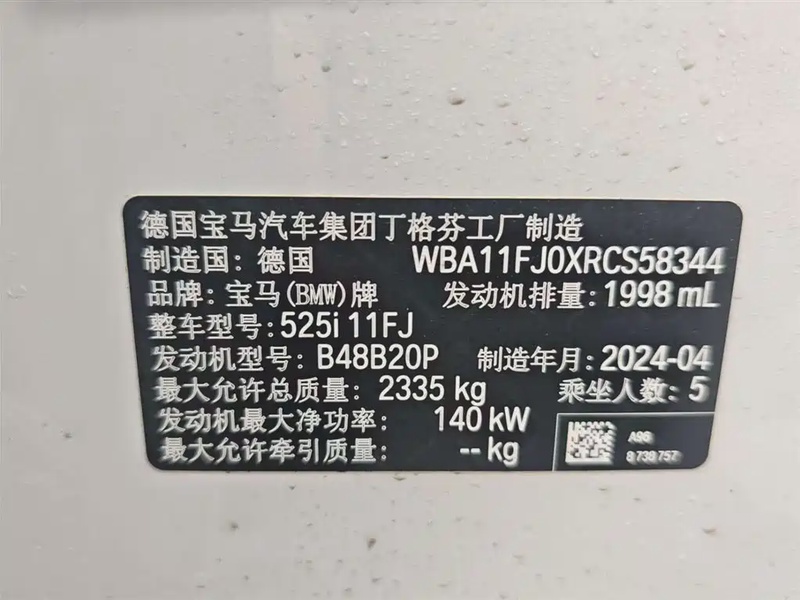 德国宝马汽车集团丁格芬工厂制造
制造国: 德国 WBA11FJ0XRCS58344
品牌: 宝马(BMW)牌 发动机排量: 1998 mL
整车型号: 525i 11FJ
发动机型号: B48B20P 制造年月: 2024-04
最大允许总质量: 2335 kg 乘坐人数: 5
发动机最大净功率: 140 kW
最大允许牵引质量: -- kg
A96
8 738 757